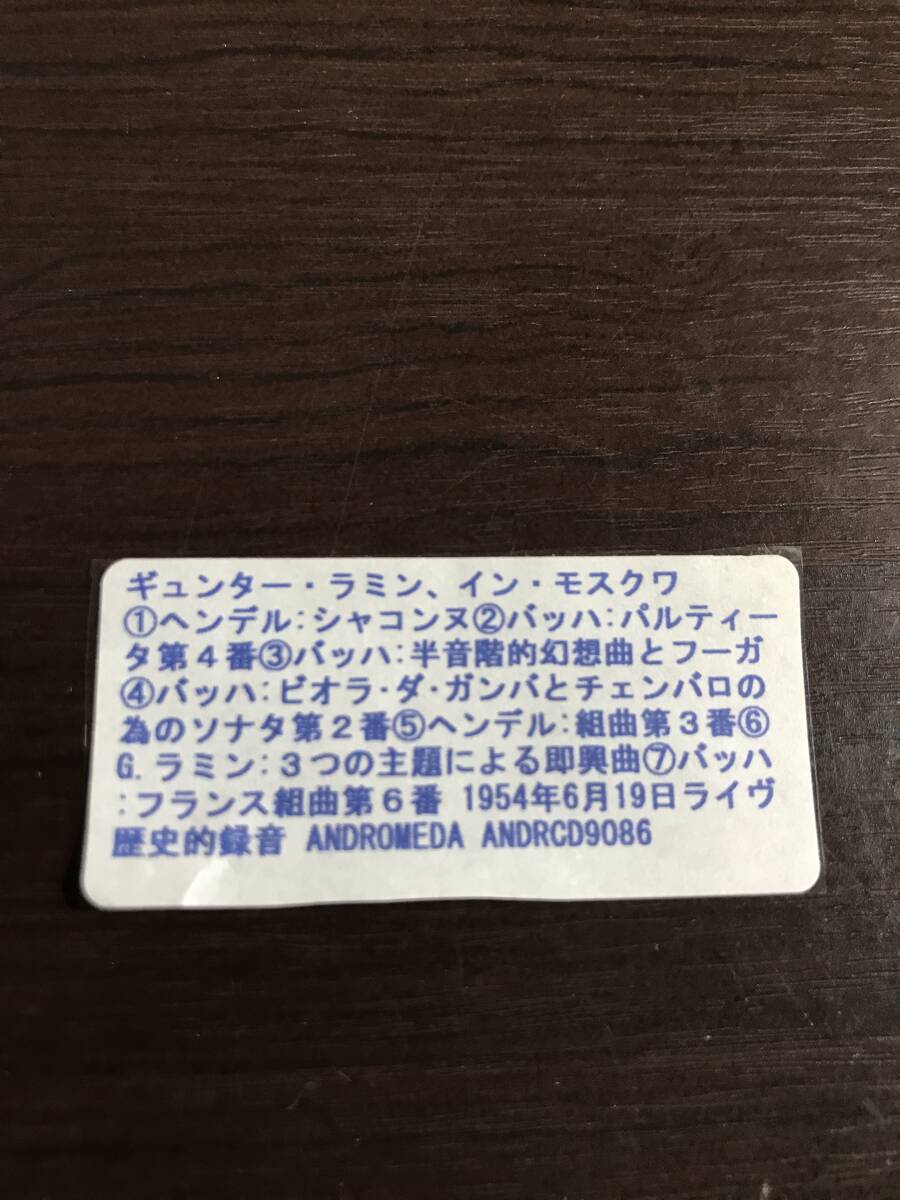 ギュンター・ラミン、イン・モスクワ
①ヘンデル:シャコンヌ②バッハ:パルティー
タ第４番③バッハ:半音階的幻想曲とフーガ
④バッハ:ビオラ・ダ・ガンバとチェンバロの
為のソナタ第２番⑤ヘンデル:組曲第３番⑥
G.ラミン:３つの主題による即興曲⑦バッハ
:フランス組曲第６番 1954年6月19日ライヴ
歴史的録音 ANDROMEDA ANDRCD9086